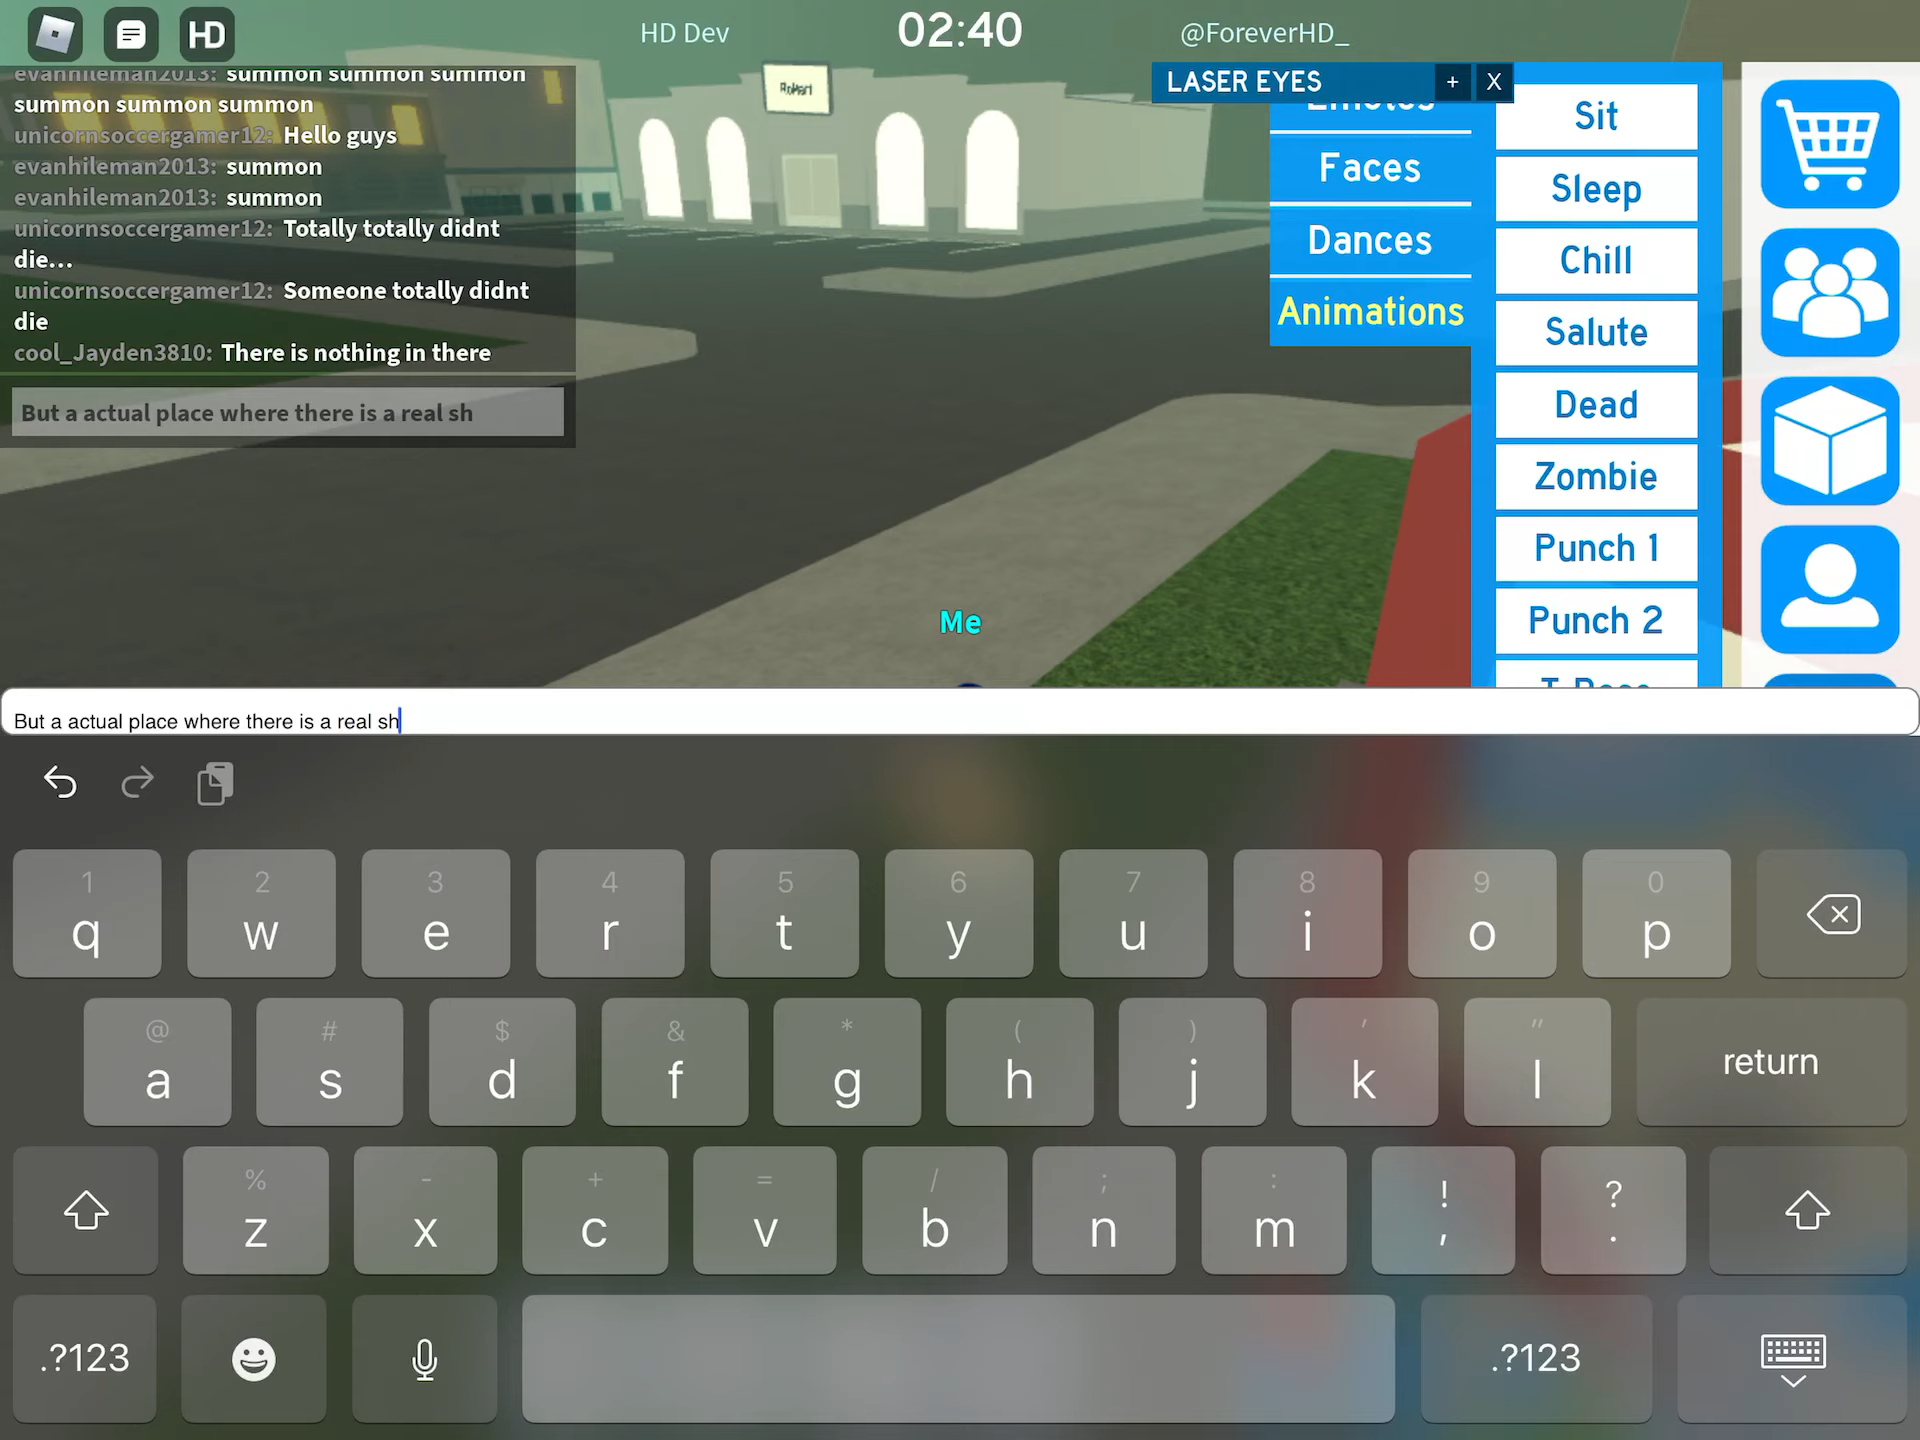 HD
HD Dev
02:40
@ForeverHD_
evanhileman2013: summon summon summon
summon summon summon
unicornsoccergamer12: Hello guys
evanhileman2013: summon
evanhileman2013: summon
unicornsoccergamer12: Totally totally didnt
die...
unicornsoccergamer12: Someone totally didnt
die
cool_Jayden3810: There is nothing in there
But a actual place where there is a real sh
LASER EYES + X
Emotes
Faces
Dances
Animations
Sit
Sleep
Chill
Salute
Dead
Zombie
Punch 1
Punch 2
Me
But a actual place where there is a real sh
1 2 3 4 5 6 7 8 9 0
q w e r t y u i o p
@ # $ & * ( ) ' "
a s d f g h j k l return
% - + = / ; : ! ?
z x c v b n m , .
.?123 .?123